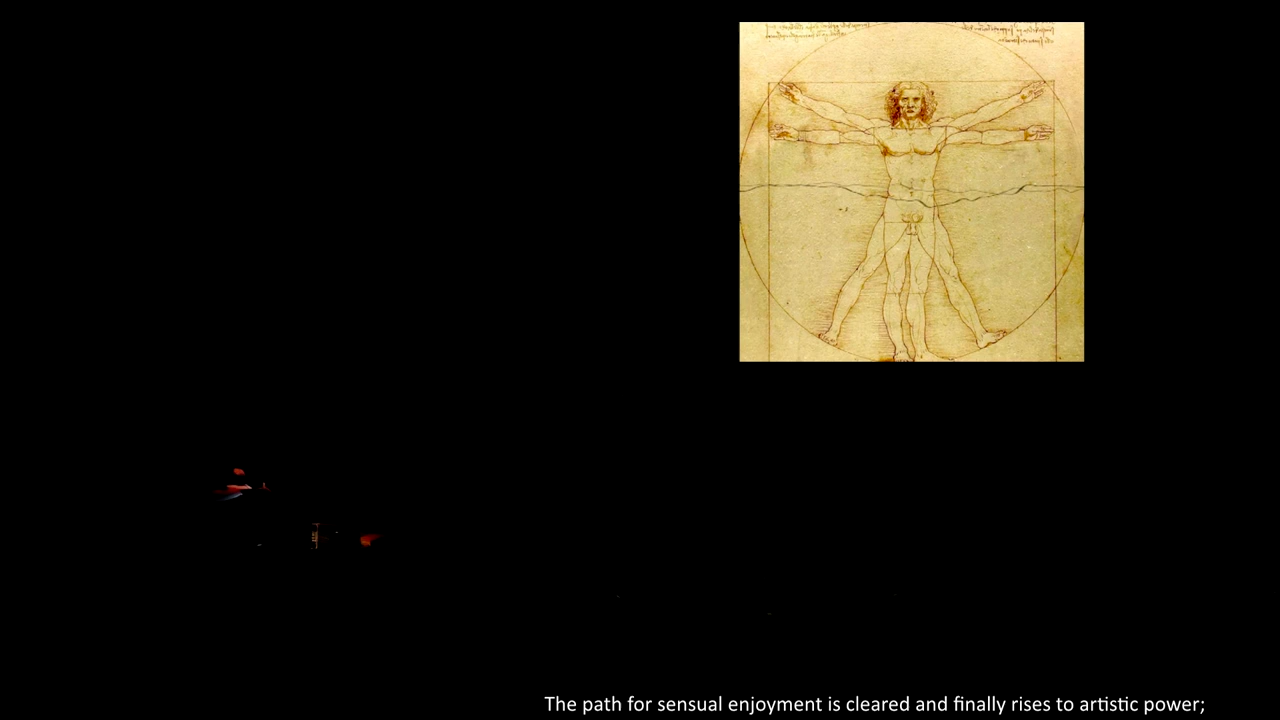 The path for sensual enjoyment is cleared and finally rises to artistic power;